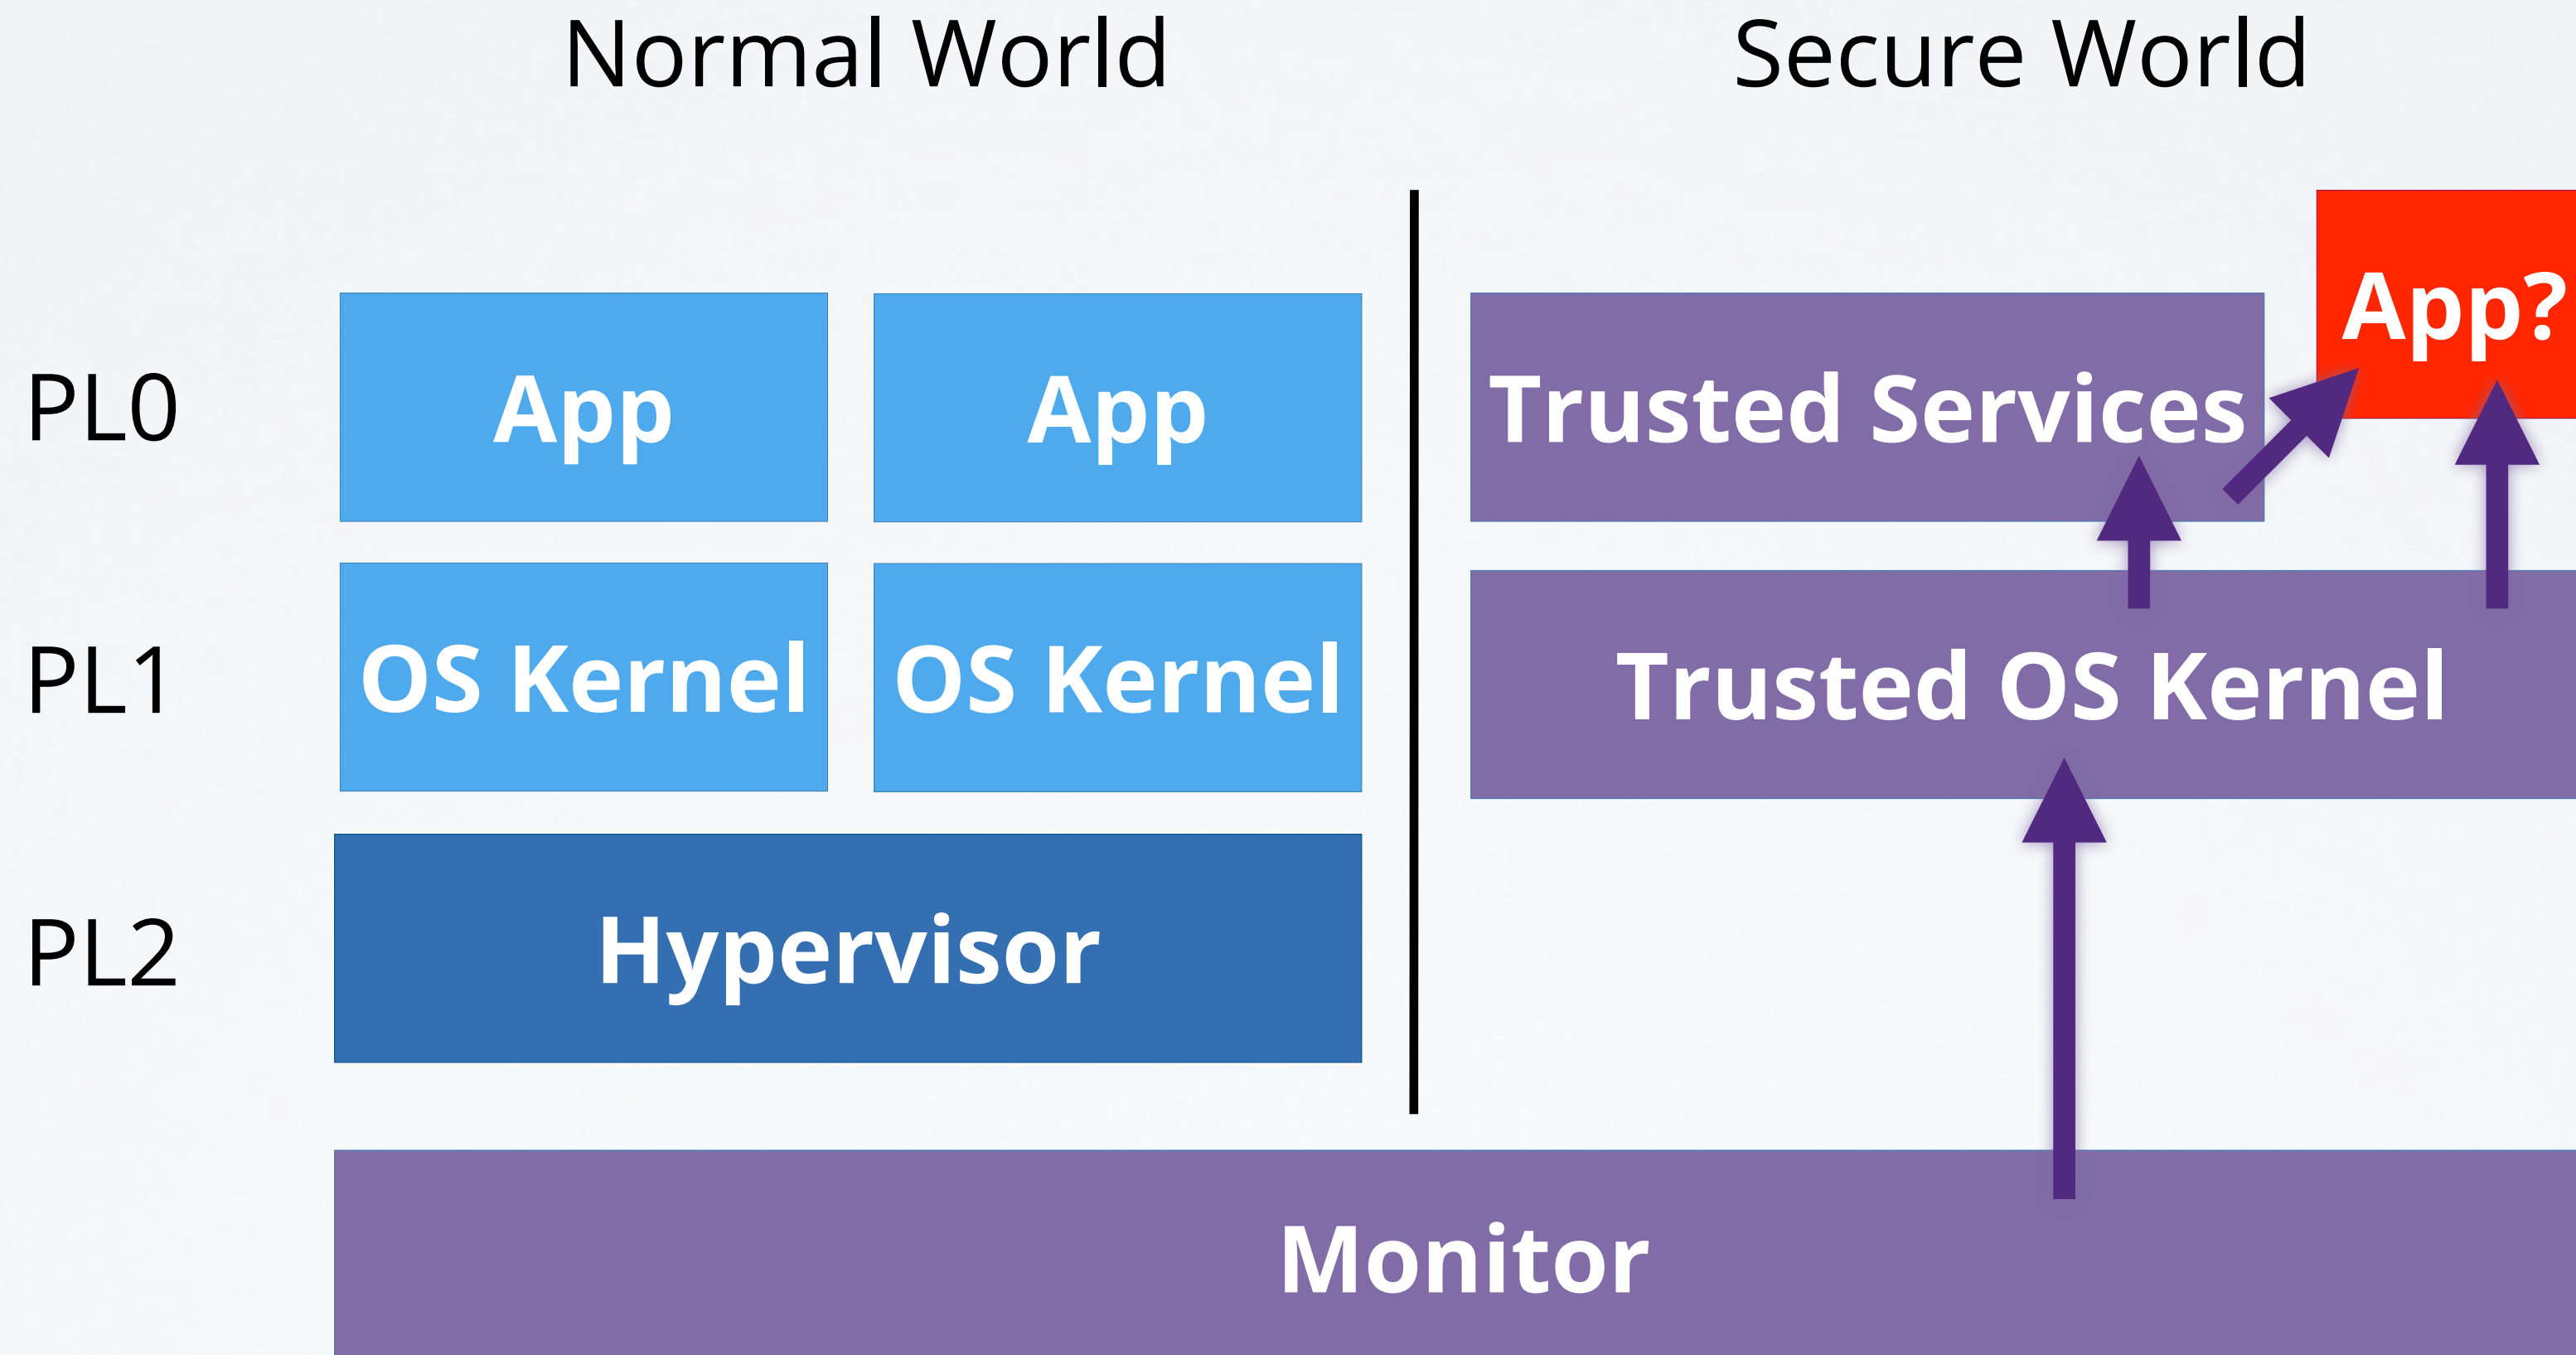 Normal World
Secure World
App?
PL0
App
App
Trusted Services
PL1
OS Kernel
OS Kernel
Trusted OS Kernel
PL2
Hypervisor
Monitor